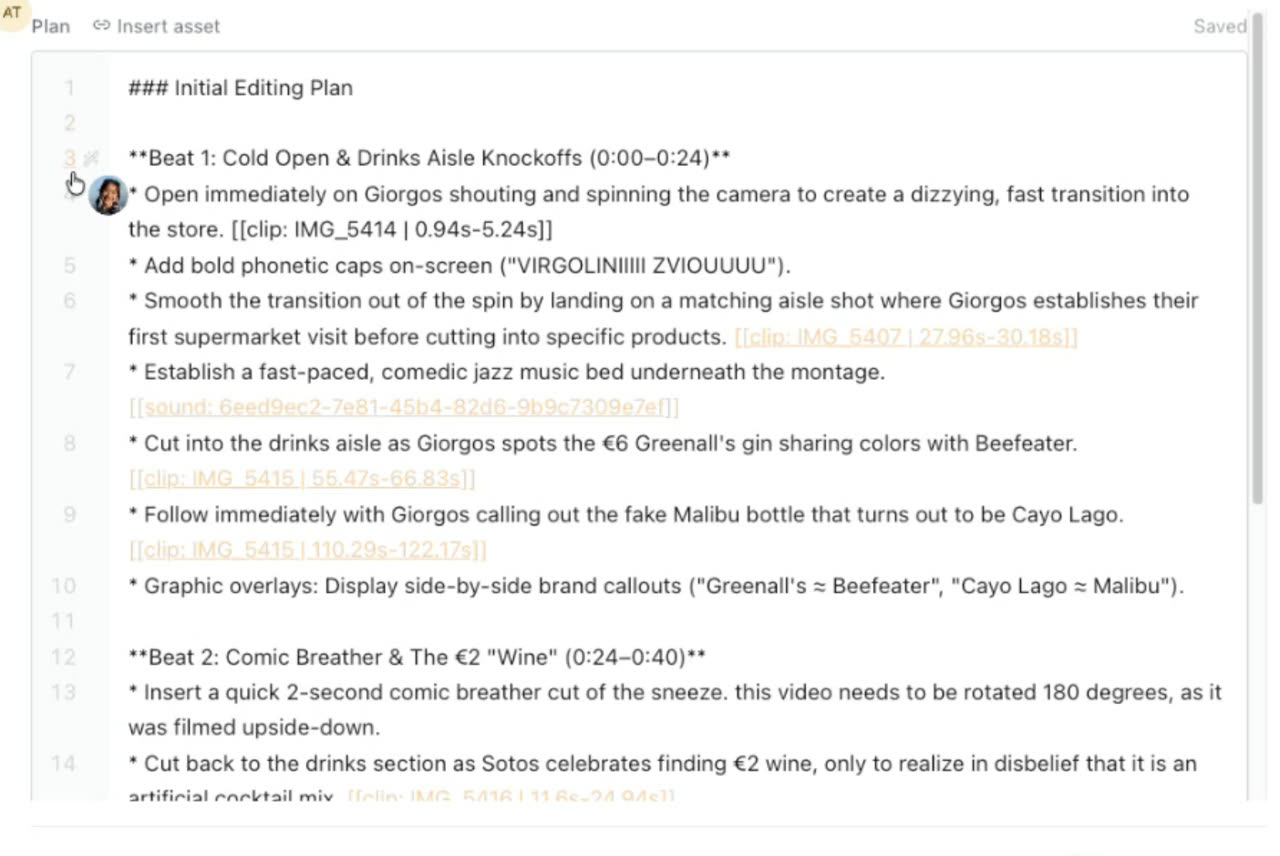 AT
Plan Insert asset Saved
1 ### Initial Editing Plan
2
3 **Beat 1: Cold Open & Drinks Aisle Knockoffs (0:00–0:24)**
* Open immediately on Giorgos shouting and spinning the camera to create a dizzying, fast transition into
the store. [[clip: IMG_5414 | 0.94s-5.24s]]
5 * Add bold phonetic caps on-screen ("VIRGOLINIIIII ZVIOUUUU").
6 * Smooth the transition out of the spin by landing on a matching aisle shot where Giorgos establishes their
first supermarket visit before cutting into specific products. [[clip: IMG_5407 | 27.96s-30.18s]]
7 * Establish a fast-paced, comedic jazz music bed underneath the montage.
[[sound: 6eed9ec2-7e81-45b4-82d6-9b9c7309e7ef]]
8 * Cut into the drinks aisle as Giorgos spots the €6 Greenall's gin sharing colors with Beefeater.
[[clip: IMG_5415 | 55.47s-66.83s]]
9 * Follow immediately with Giorgos calling out the fake Malibu bottle that turns out to be Cayo Lago.
[[clip: IMG_5415 | 110.29s-122.17s]]
10 * Graphic overlays: Display side-by-side brand callouts ("Greenall's ≈ Beefeater", "Cayo Lago ≈ Malibu").
11
12 **Beat 2: Comic Breather & The €2 "Wine" (0:24–0:40)**
13 * Insert a quick 2-second comic breather cut of the sneeze. this video needs to be rotated 180 degrees, as it
was filmed upside-down.
14 * Cut back to the drinks section as Sotos celebrates finding €2 wine, only to realize in disbelief that it is an
artificial cocktail mix. [[clip: IMG_5416 | 11.6s-24.94s]]